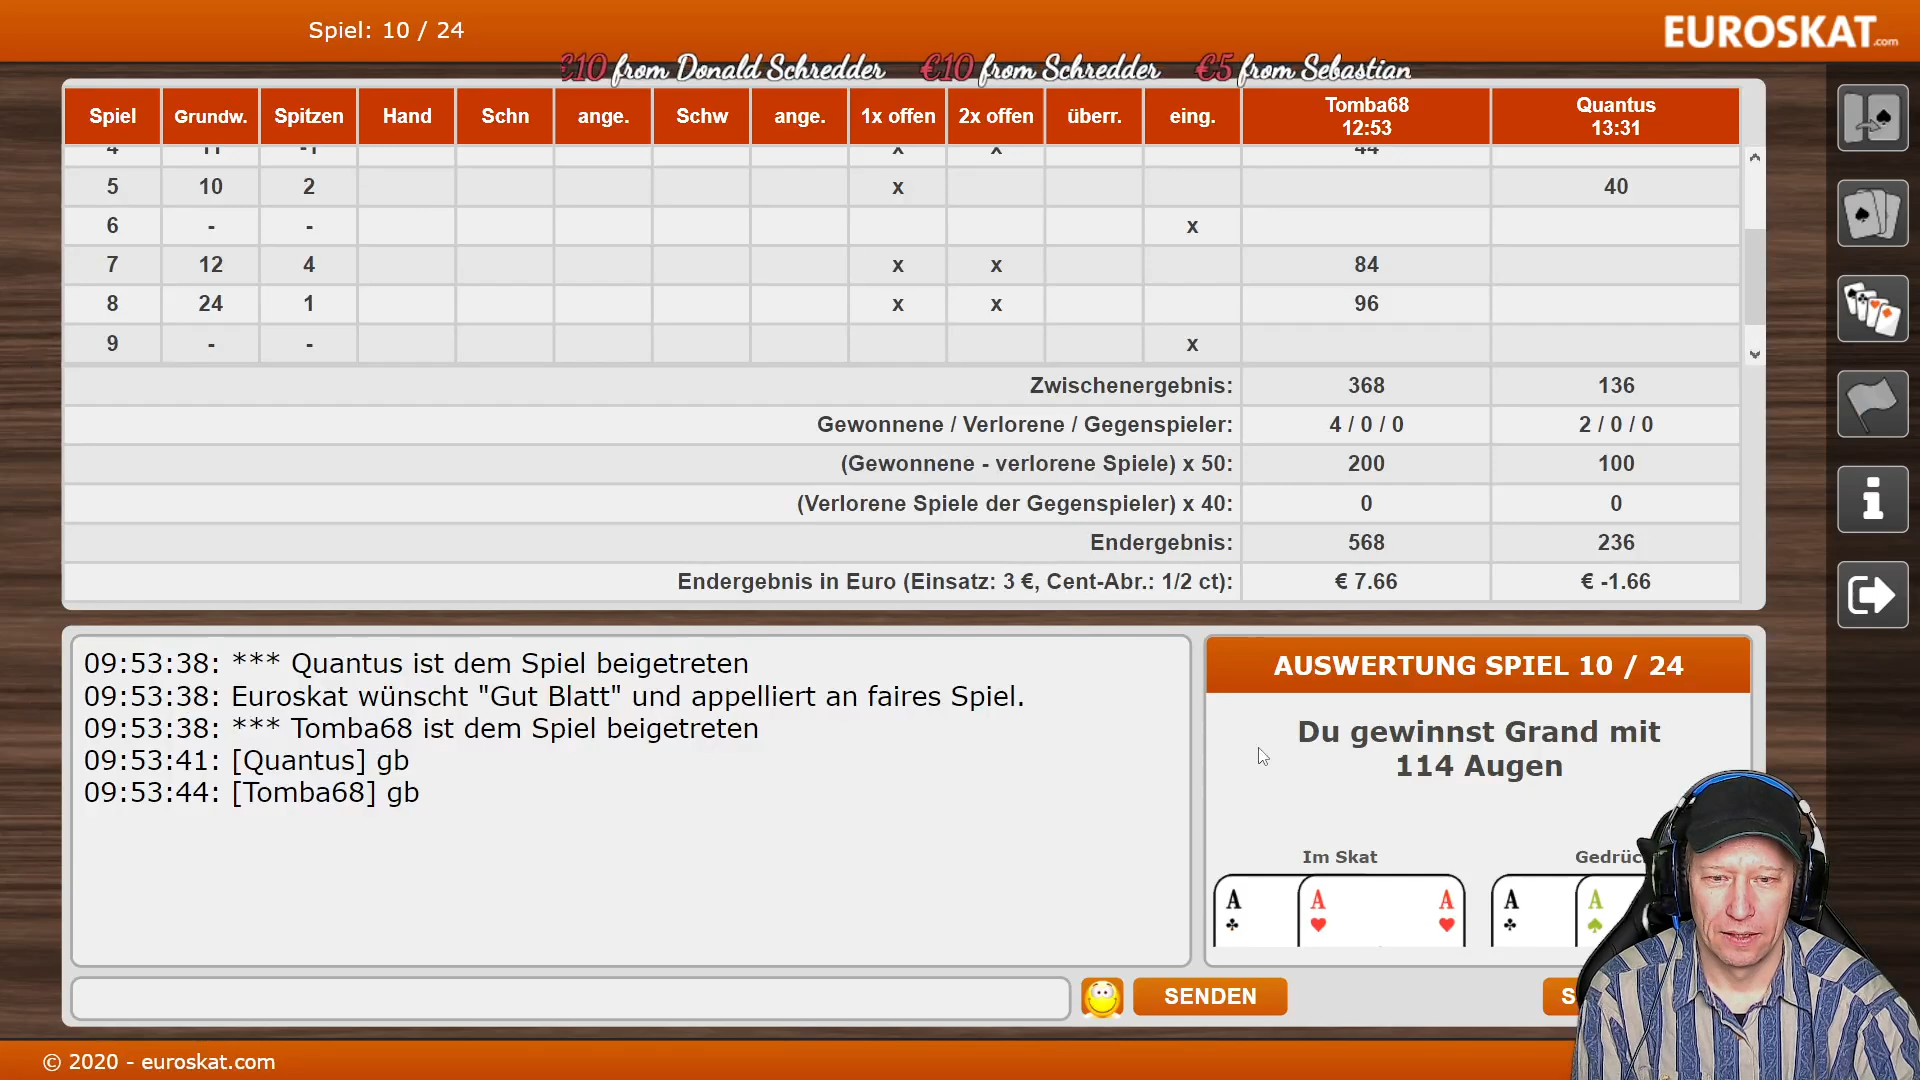 Spiel: 10 / 24
EUROSKAT.com
€10 from Donald Schredder €10 from Schredder €5 from Sebastian
Spiel Grundw. Spitzen Hand Schn ange. Schw ange. 1x offen 2x offen überr. eing. Tomba68 12:53 Quantus 13:31
4 11 -1 x x 44
5 10 2 x 40
6 - - x
7 12 4 x x 84
8 24 1 x x 96
9 - - x
Zwischenergebnis: 368 136
Gewonnene / Verlorene / Gegenspieler: 4 / 0 / 0 2 / 0 / 0
(Gewonnene - verlorene Spiele) x 50: 200 100
(Verlorene Spiele der Gegenspieler) x 40: 0 0
Endergebnis: 568 236
Endergebnis in Euro (Einsatz: 3 €, Cent-Abr.: 1/2 ct): € 7.66 € -1.66
09:53:38: *** Quantus ist dem Spiel beigetreten
09:53:38: Euroskat wünscht "Gut Blatt" und appelliert an faires Spiel.
09:53:38: *** Tomba68 ist dem Spiel beigetreten
09:53:41: [Quantus] gb
09:53:44: [Tomba68] gb
AUSWERTUNG SPIEL 10 / 24
Du gewinnst Grand mit
114 Augen
Im Skat
A A A A A
SENDEN
© 2020 - euroskat.com